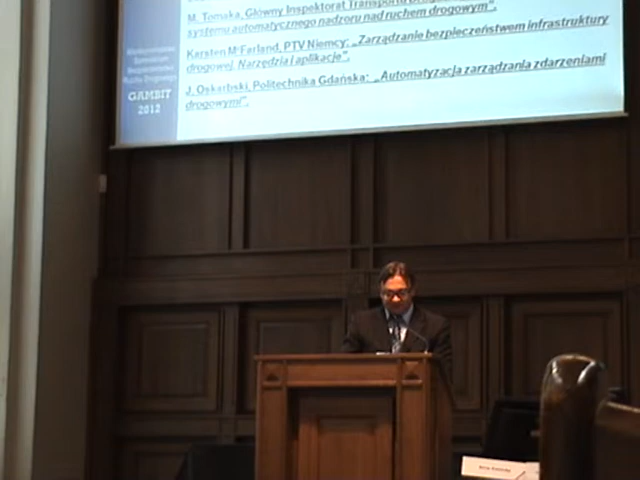 M. Tomaka, Główny Inspektorat Transportu
systemu automatycznego nadzoru nad ruchem drogowym".
Karsten McFarland, PTV Niemcy: „Zarządzanie bezpieczeństwem infrastruktury
drogowej. Narzędzia i aplikacje",
J. Oskarbski, Politechnika Gdańska: „Automatyzacja zarządzania zdarzeniami
drogowymi".
Ruchu Drogowego
GAMBIT
2012